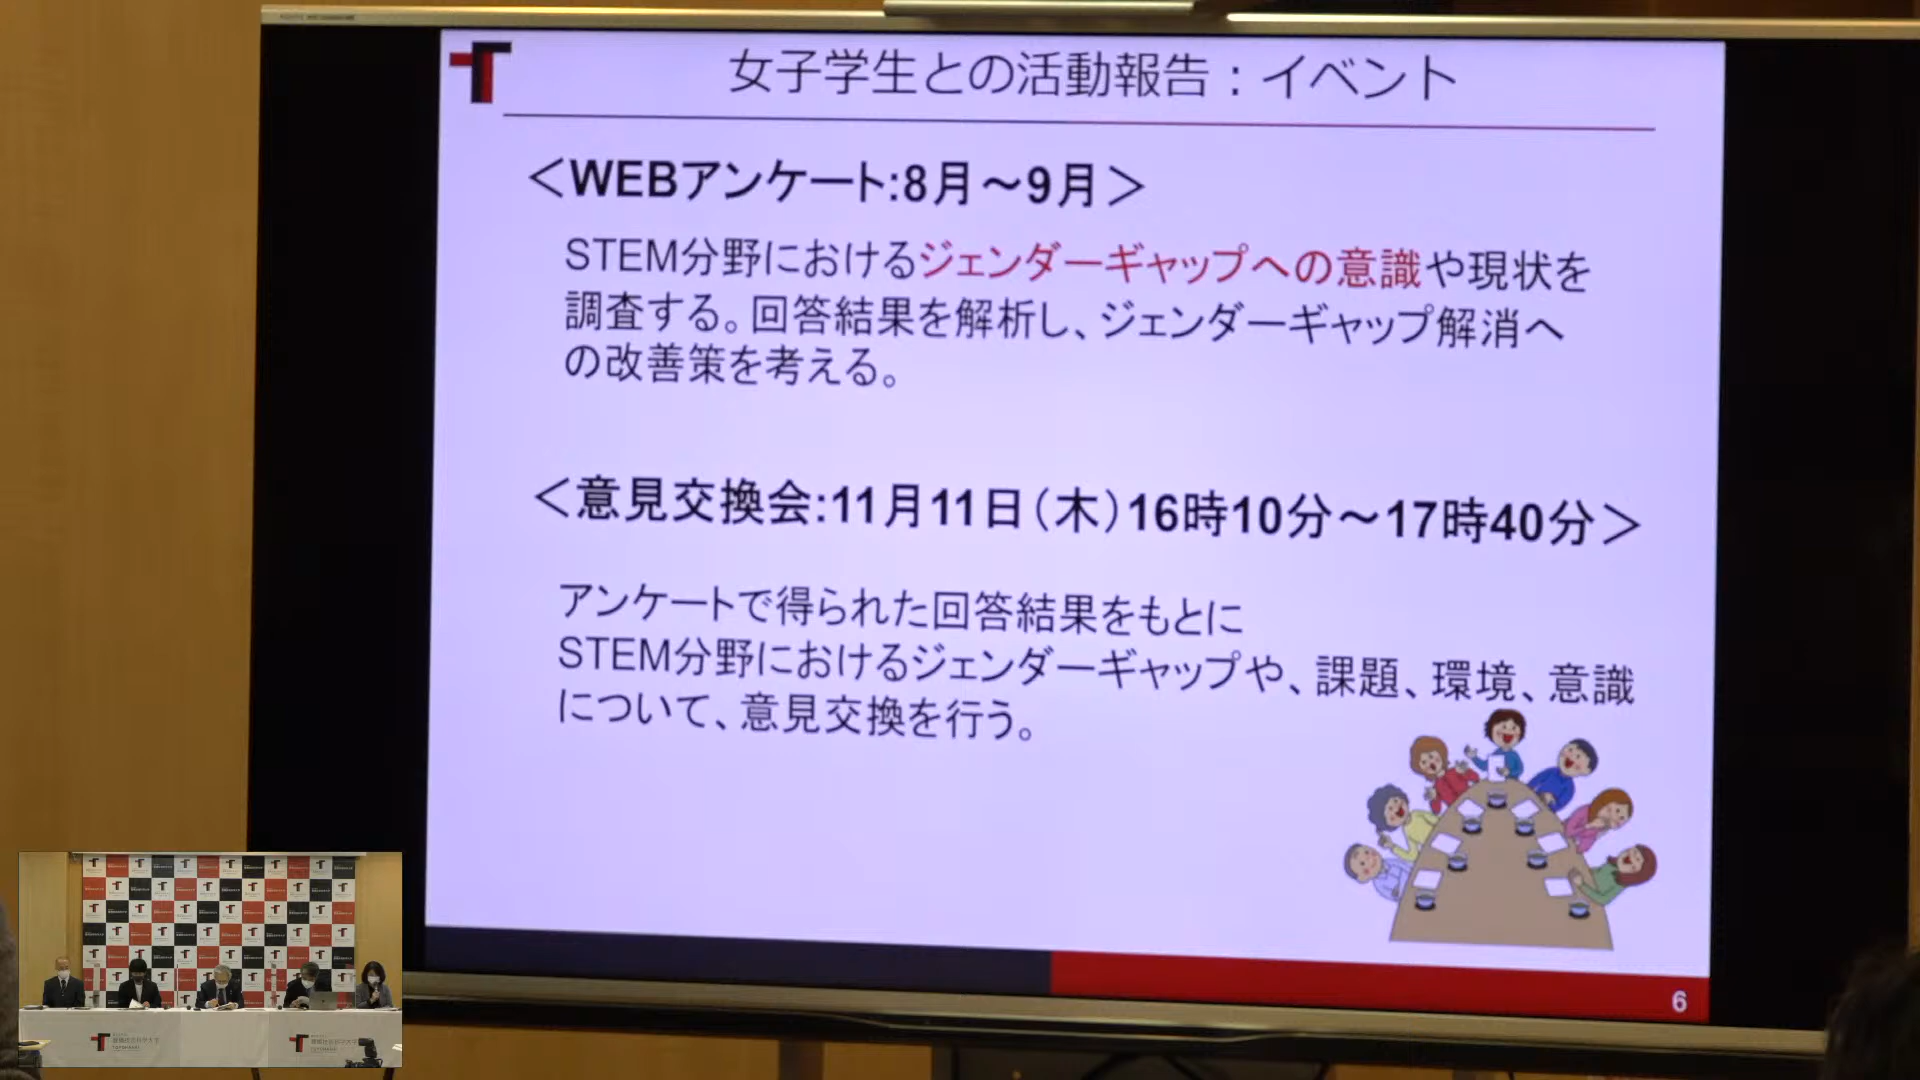 女子学生との活動報告：イベント
＜WEBアンケート:8月～9月＞
STEM分野におけるジェンダーギャップへの意識や現状を
調査する。回答結果を解析し、ジェンダーギャップ解消へ
の改善策を考える。
＜意見交換会:11月11日（木）16時10分～17時40分＞
アンケートで得られた回答結果をもとに
STEM分野におけるジェンダーギャップや、課題、環境、意識
について、意見交換を行う。
6